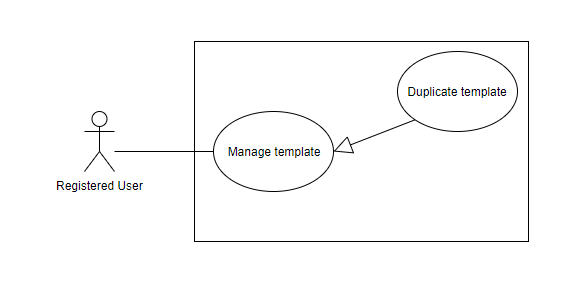 Duplicate template
Manage template
Registered User